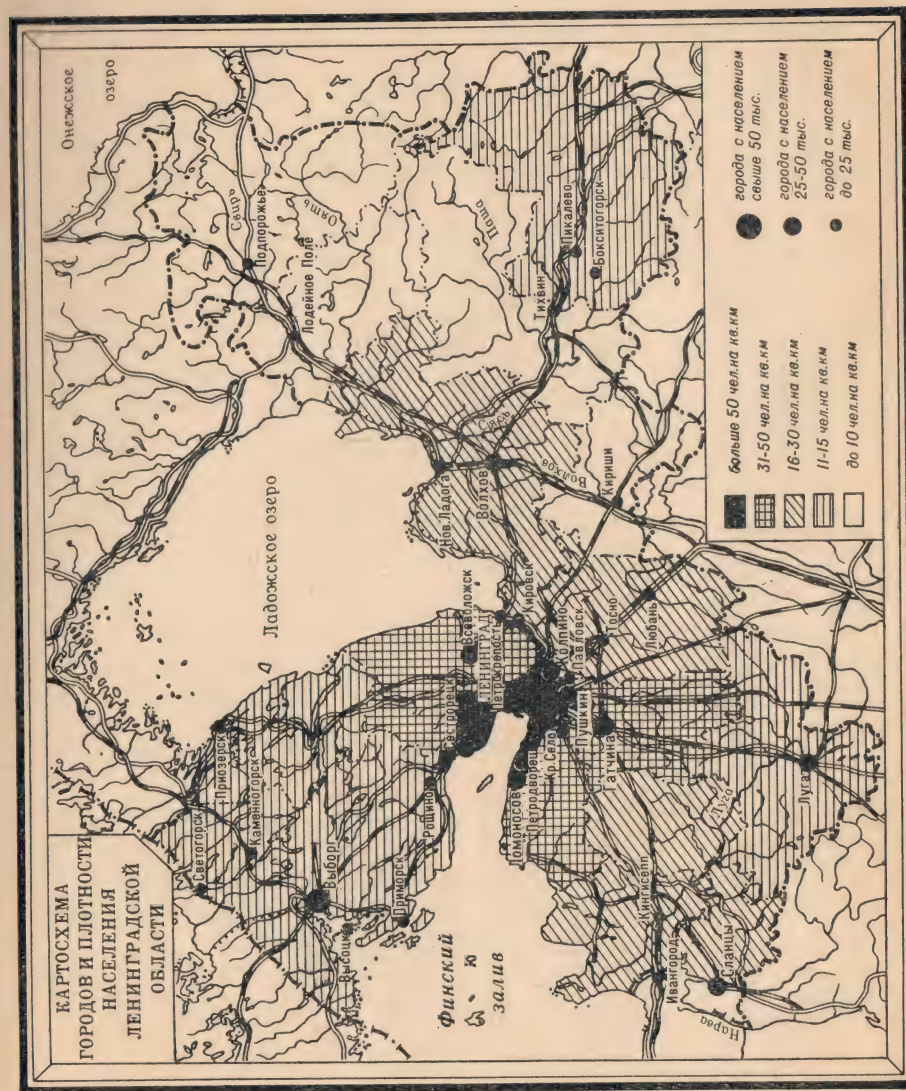 КАРТОСХЕМА
ГОРОДОВ И ПЛОТНОСТИ
НАСЕЛЕНИЯ
ЛЕНИНГРАДСКОЙ
ОБЛАСТИ
Онежское
озеро
Свирь
Подпорожье
Оять
Лодейное Поле
Паша
Ладожское озеро
Светогорск
Приозерск
Каменногорск
Выборг
Высоцк
Приморск
Рощино
Финский
залив
Сестрорецк
Всеволожск
ЛЕНИНГРАД
Петрокрепость
Кировск
Нов.Ладога
Волхов
Сясь
Волхов
Кириши
Тихвин
Пикалево
Бокситогорск
Ломоносов
Петродворец
Кр.Село
Пушкин
Колпино
Павловск
Тосно
Любань
Гатчина
Луга
Луга
Кингисепп
Ивангород
Сланцы
Нарва
больше 50 чел.на кв.км
31-50 чел.на кв.км
16-30 чел.на кв.км
11-15 чел.на кв.км
до 10 чел.на кв.км
города с населением
свыше 50 тыс.
города с населением
25-50 тыс.
города с населением
до 25 тыс.